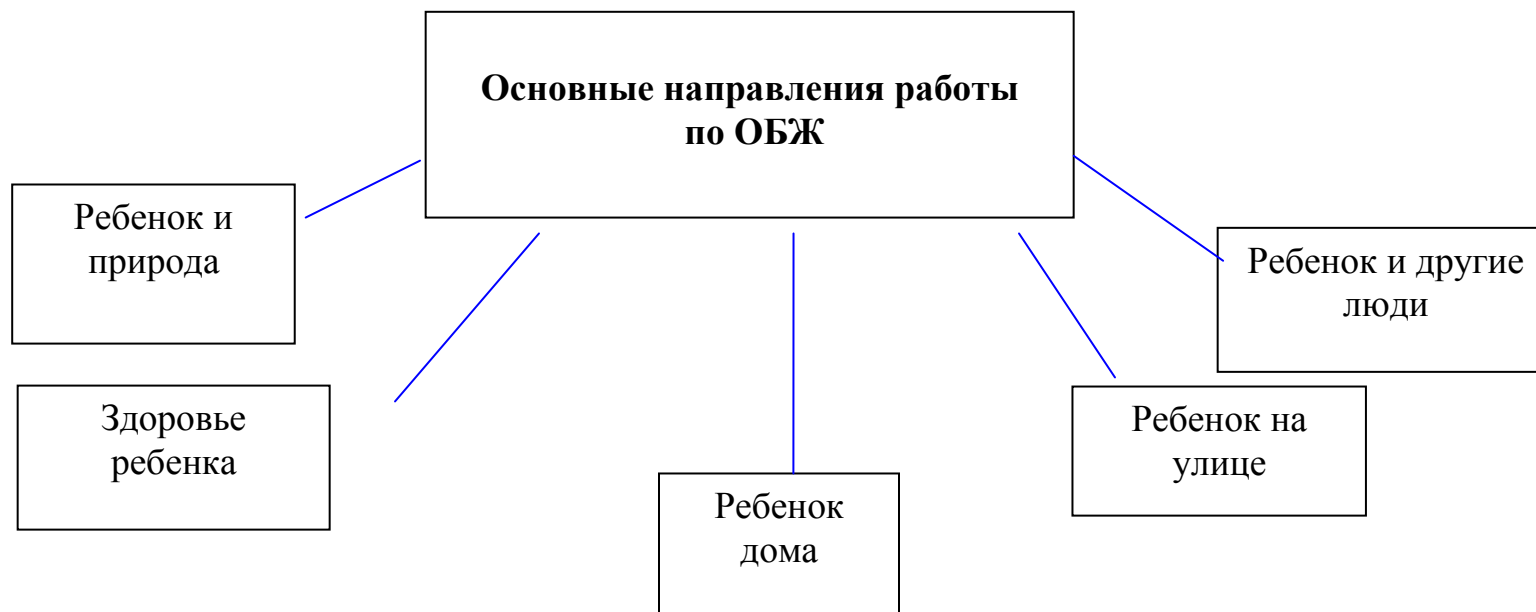 Основные направления работы
по ОБЖ
Ребенок и
природа
Ребенок и другие
люди
Здоровье
ребенка
Ребенок на
улице
Ребенок
дома